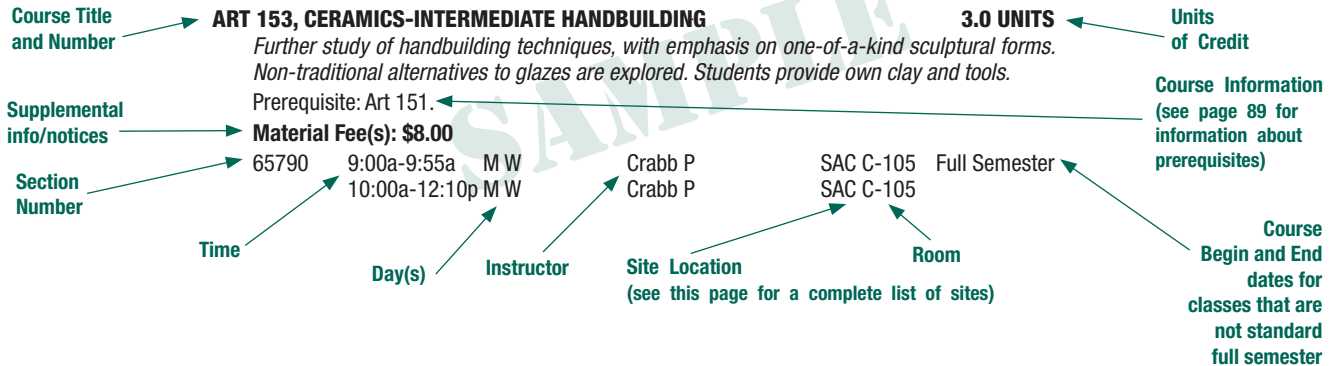 Course Title
and Number
ART 153, CERAMICS-INTERMEDIATE HANDBUILDING 3.0 UNITS
Units
of Credit
Further study of handbuilding techniques, with emphasis on one-of-a-kind sculptural forms.
Non-traditional alternatives to glazes are explored. Students provide own clay and tools.
Prerequisite: Art 151.
Course Information
(see page 89 for
information about
prerequisites)
Supplemental
info/notices
Material Fee(s): $8.00
SAMPLE
65790 9:00a-9:55a M W Crabb P SAC C-105 Full Semester
10:00a-12:10p M W Crabb P SAC C-105
Section
Number
Time
Day(s)
Instructor
Site Location
(see this page for a complete list of sites)
Room
Course
Begin and End
dates for
classes that are
not standard
full semester